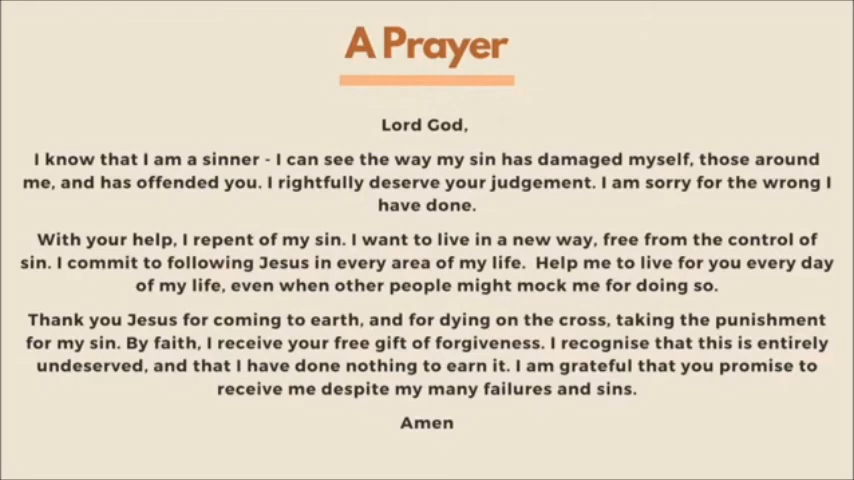 A Prayer
Lord God,
I know that I am a sinner - I can see the way my sin has damaged myself, those around
me, and has offended you. I rightfully deserve your judgement. I am sorry for the wrong I
have done.
With your help, I repent of my sin. I want to live in a new way, free from the control of
sin. I commit to following Jesus in every area of my life.  Help me to live for you every day
of my life, even when other people might mock me for doing so.
Thank you Jesus for coming to earth, and for dying on the cross, taking the punishment
for my sin. By faith, I receive your free gift of forgiveness. I recognise that this is entirely
undeserved, and that I have done nothing to earn it. I am grateful that you promise to
receive me despite my many failures and sins.
Amen